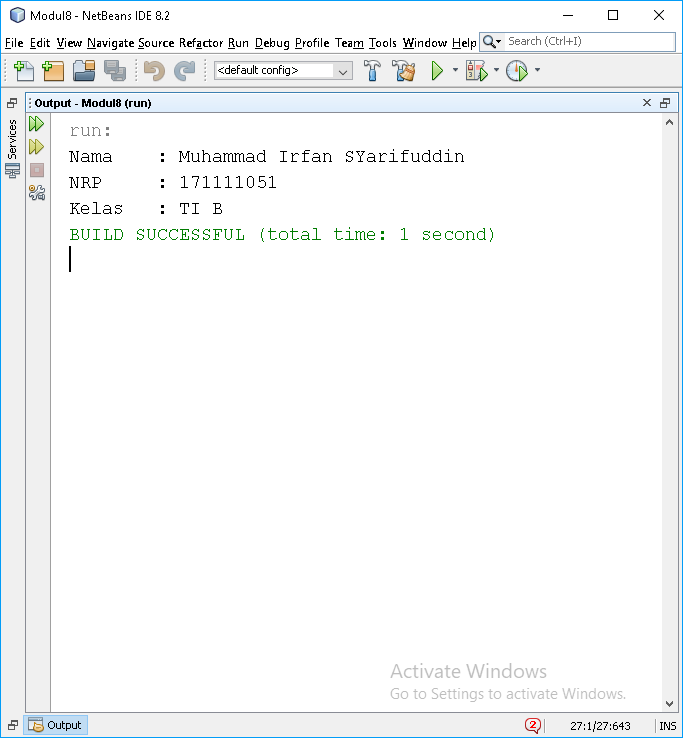 Modul8 - NetBeans IDE 8.2
File Edit View Navigate Source Refactor Run Debug Profile Team Tools Window Help
Search (Ctrl+I)
<default config>
Output - Modul8 (run)
Services
run:
Nama : Muhammad Irfan SYarifuddin
NRP : 171111051
Kelas : TI B
BUILD SUCCESSFUL (total time: 1 second)
Activate Windows
Go to Settings to activate Windows.
Output
2
27:1/27:643
INS